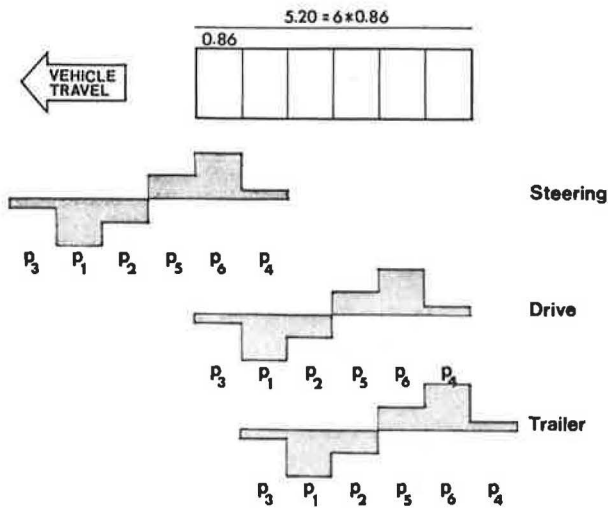 5.20 = 6*0.86
0.86
VEHICLE
TRAVEL
Steering
p3 p1 p2 p5 p6 p4
Drive
p3 p1 p2 p5 p6 p4
Trailer
p3 p1 p2 p5 p6 p4